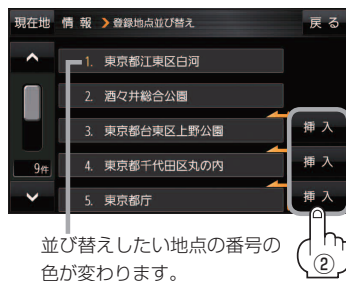 現在地 情報 > 登録地点並び替え 戻る
1. 東京都江東区白河
2. 酒々井総合公園
3. 東京都台東区上野公園 挿入
4. 東京都千代田区丸の内 挿入
9件
5. 東京都庁 挿入
②
並び替えしたい地点の番号の
色が変わります。